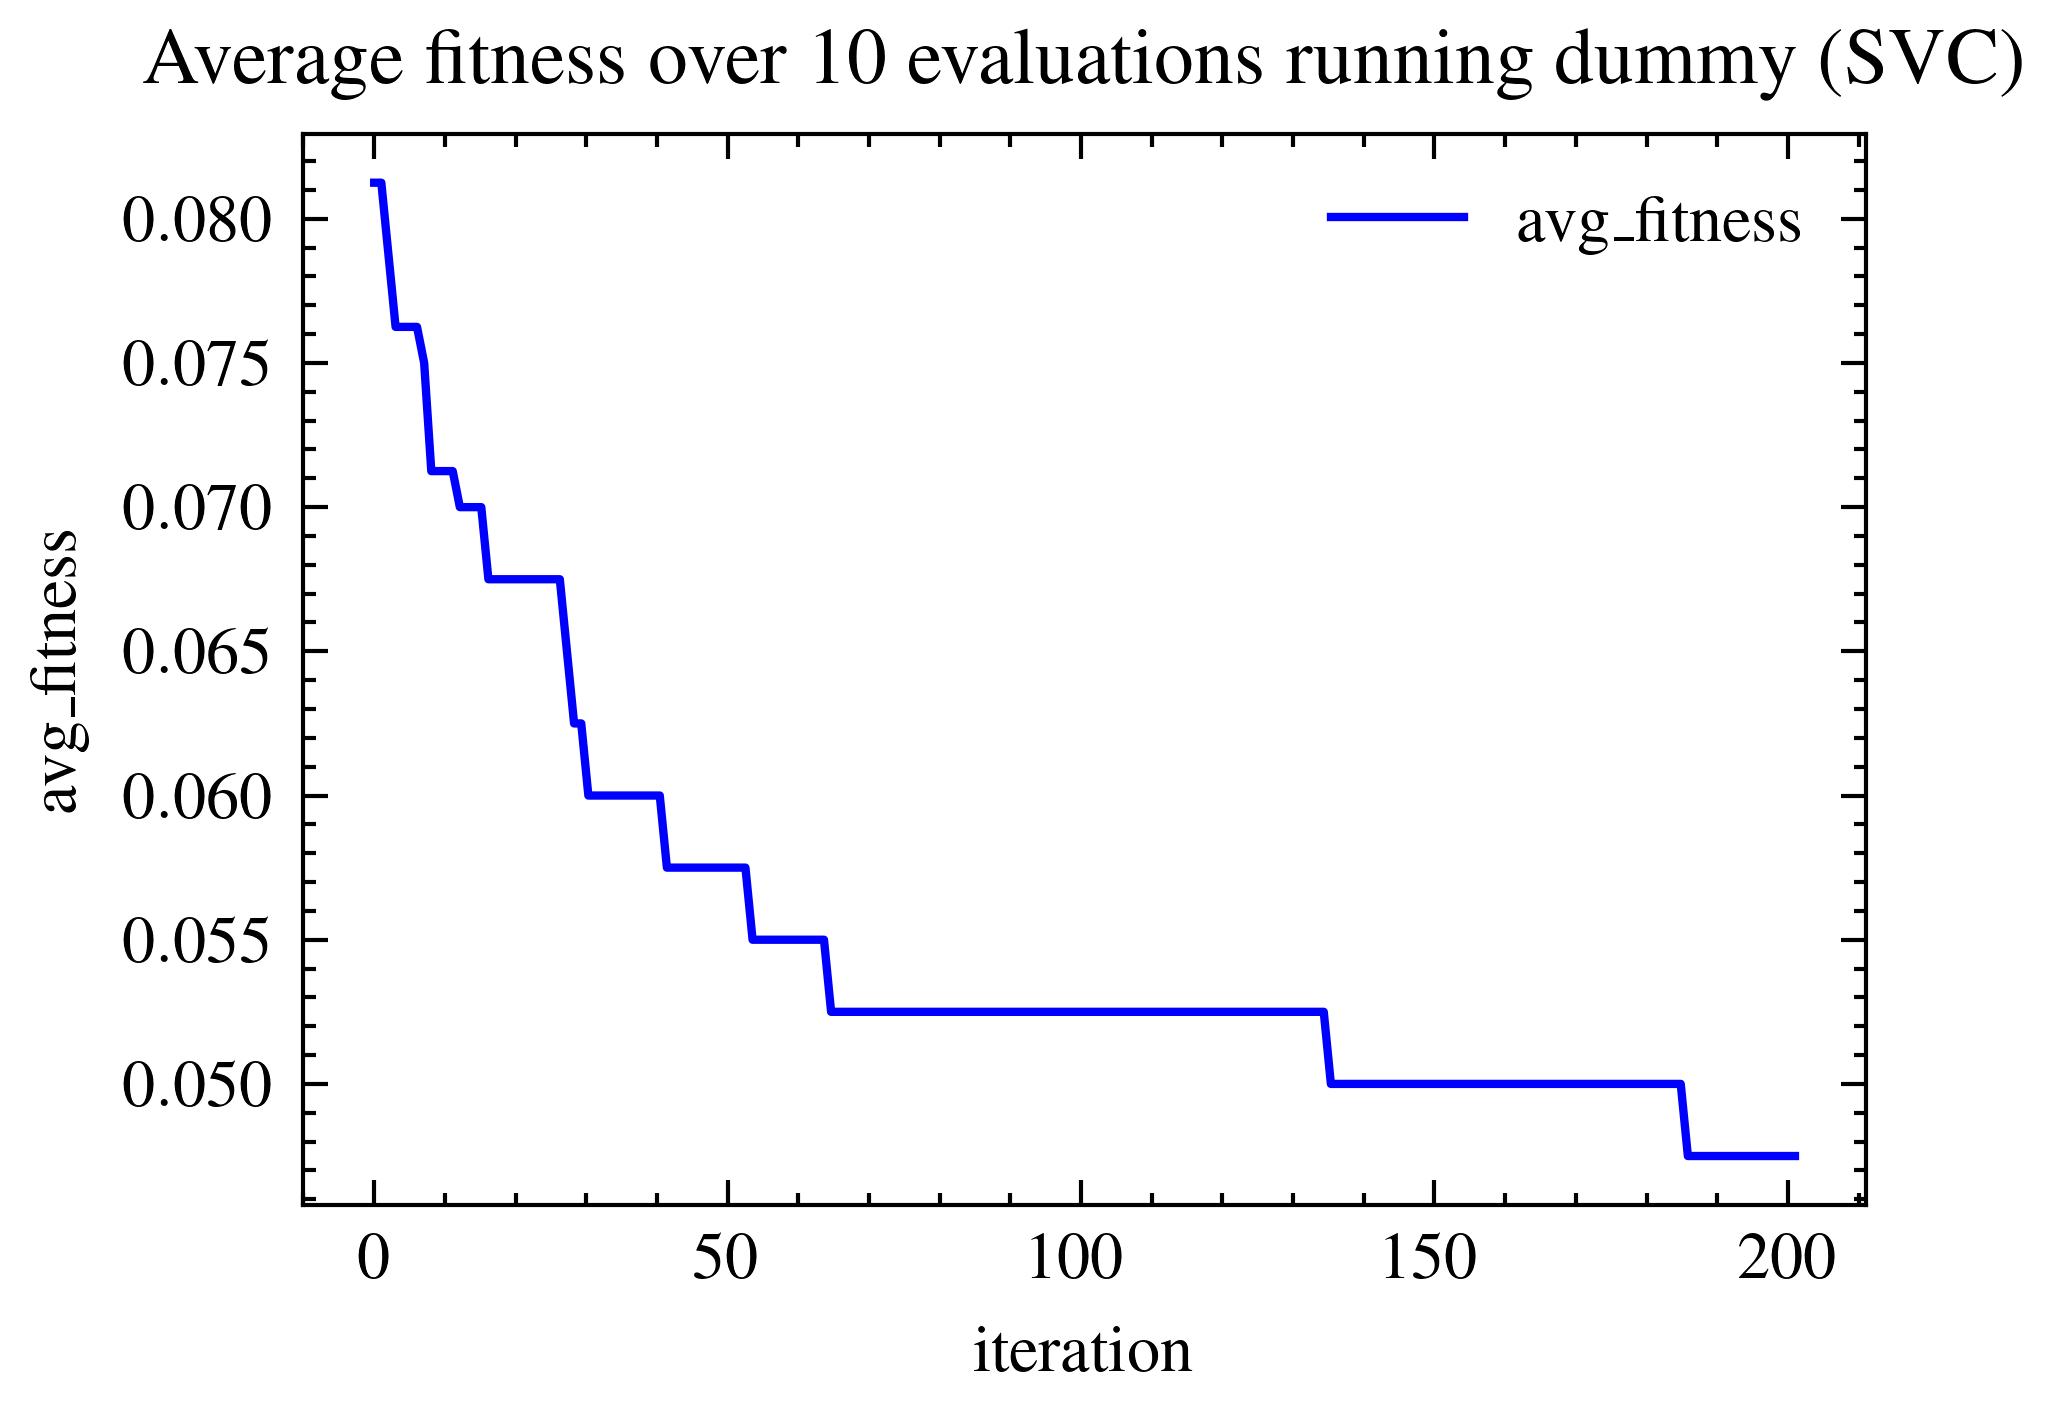 Average fitness over 10 evaluations running dummy (SVC)
avg_fitness
0.080
0.075
0.070
0.065
0.060
0.055
0.050
avg_fitness
0 50 100 150 200
iteration